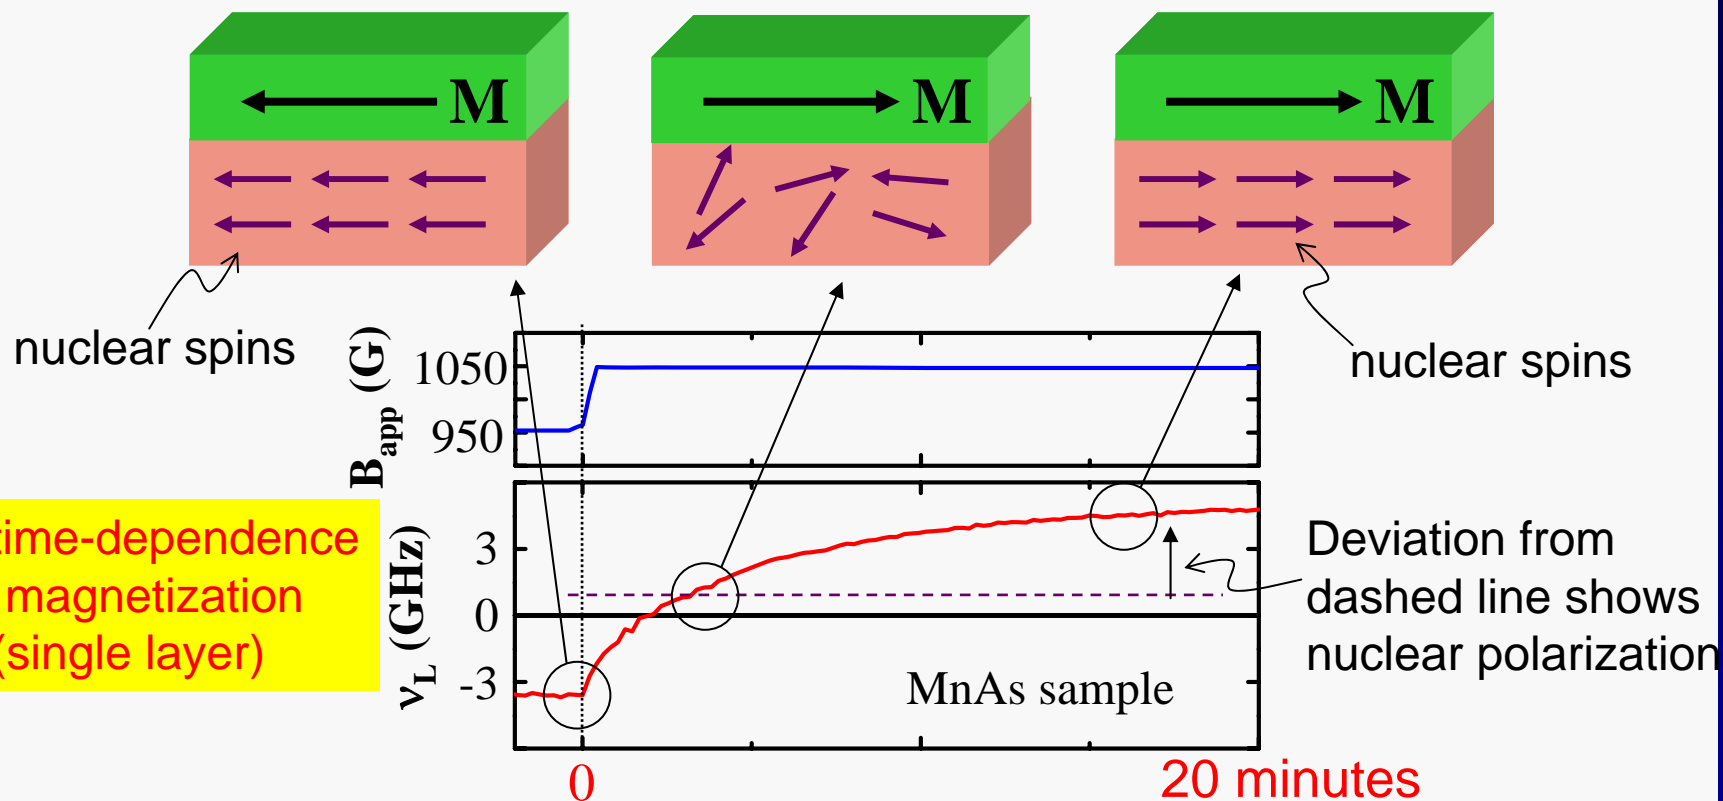 M
M
M
nuclear spins
nuclear spins
B_app (G)
1050
950
time-dependence
magnetization
(single layer)
ν_L (GHz)
3
0
-3
MnAs sample
Deviation from
dashed line shows
nuclear polarization
0
20 minutes